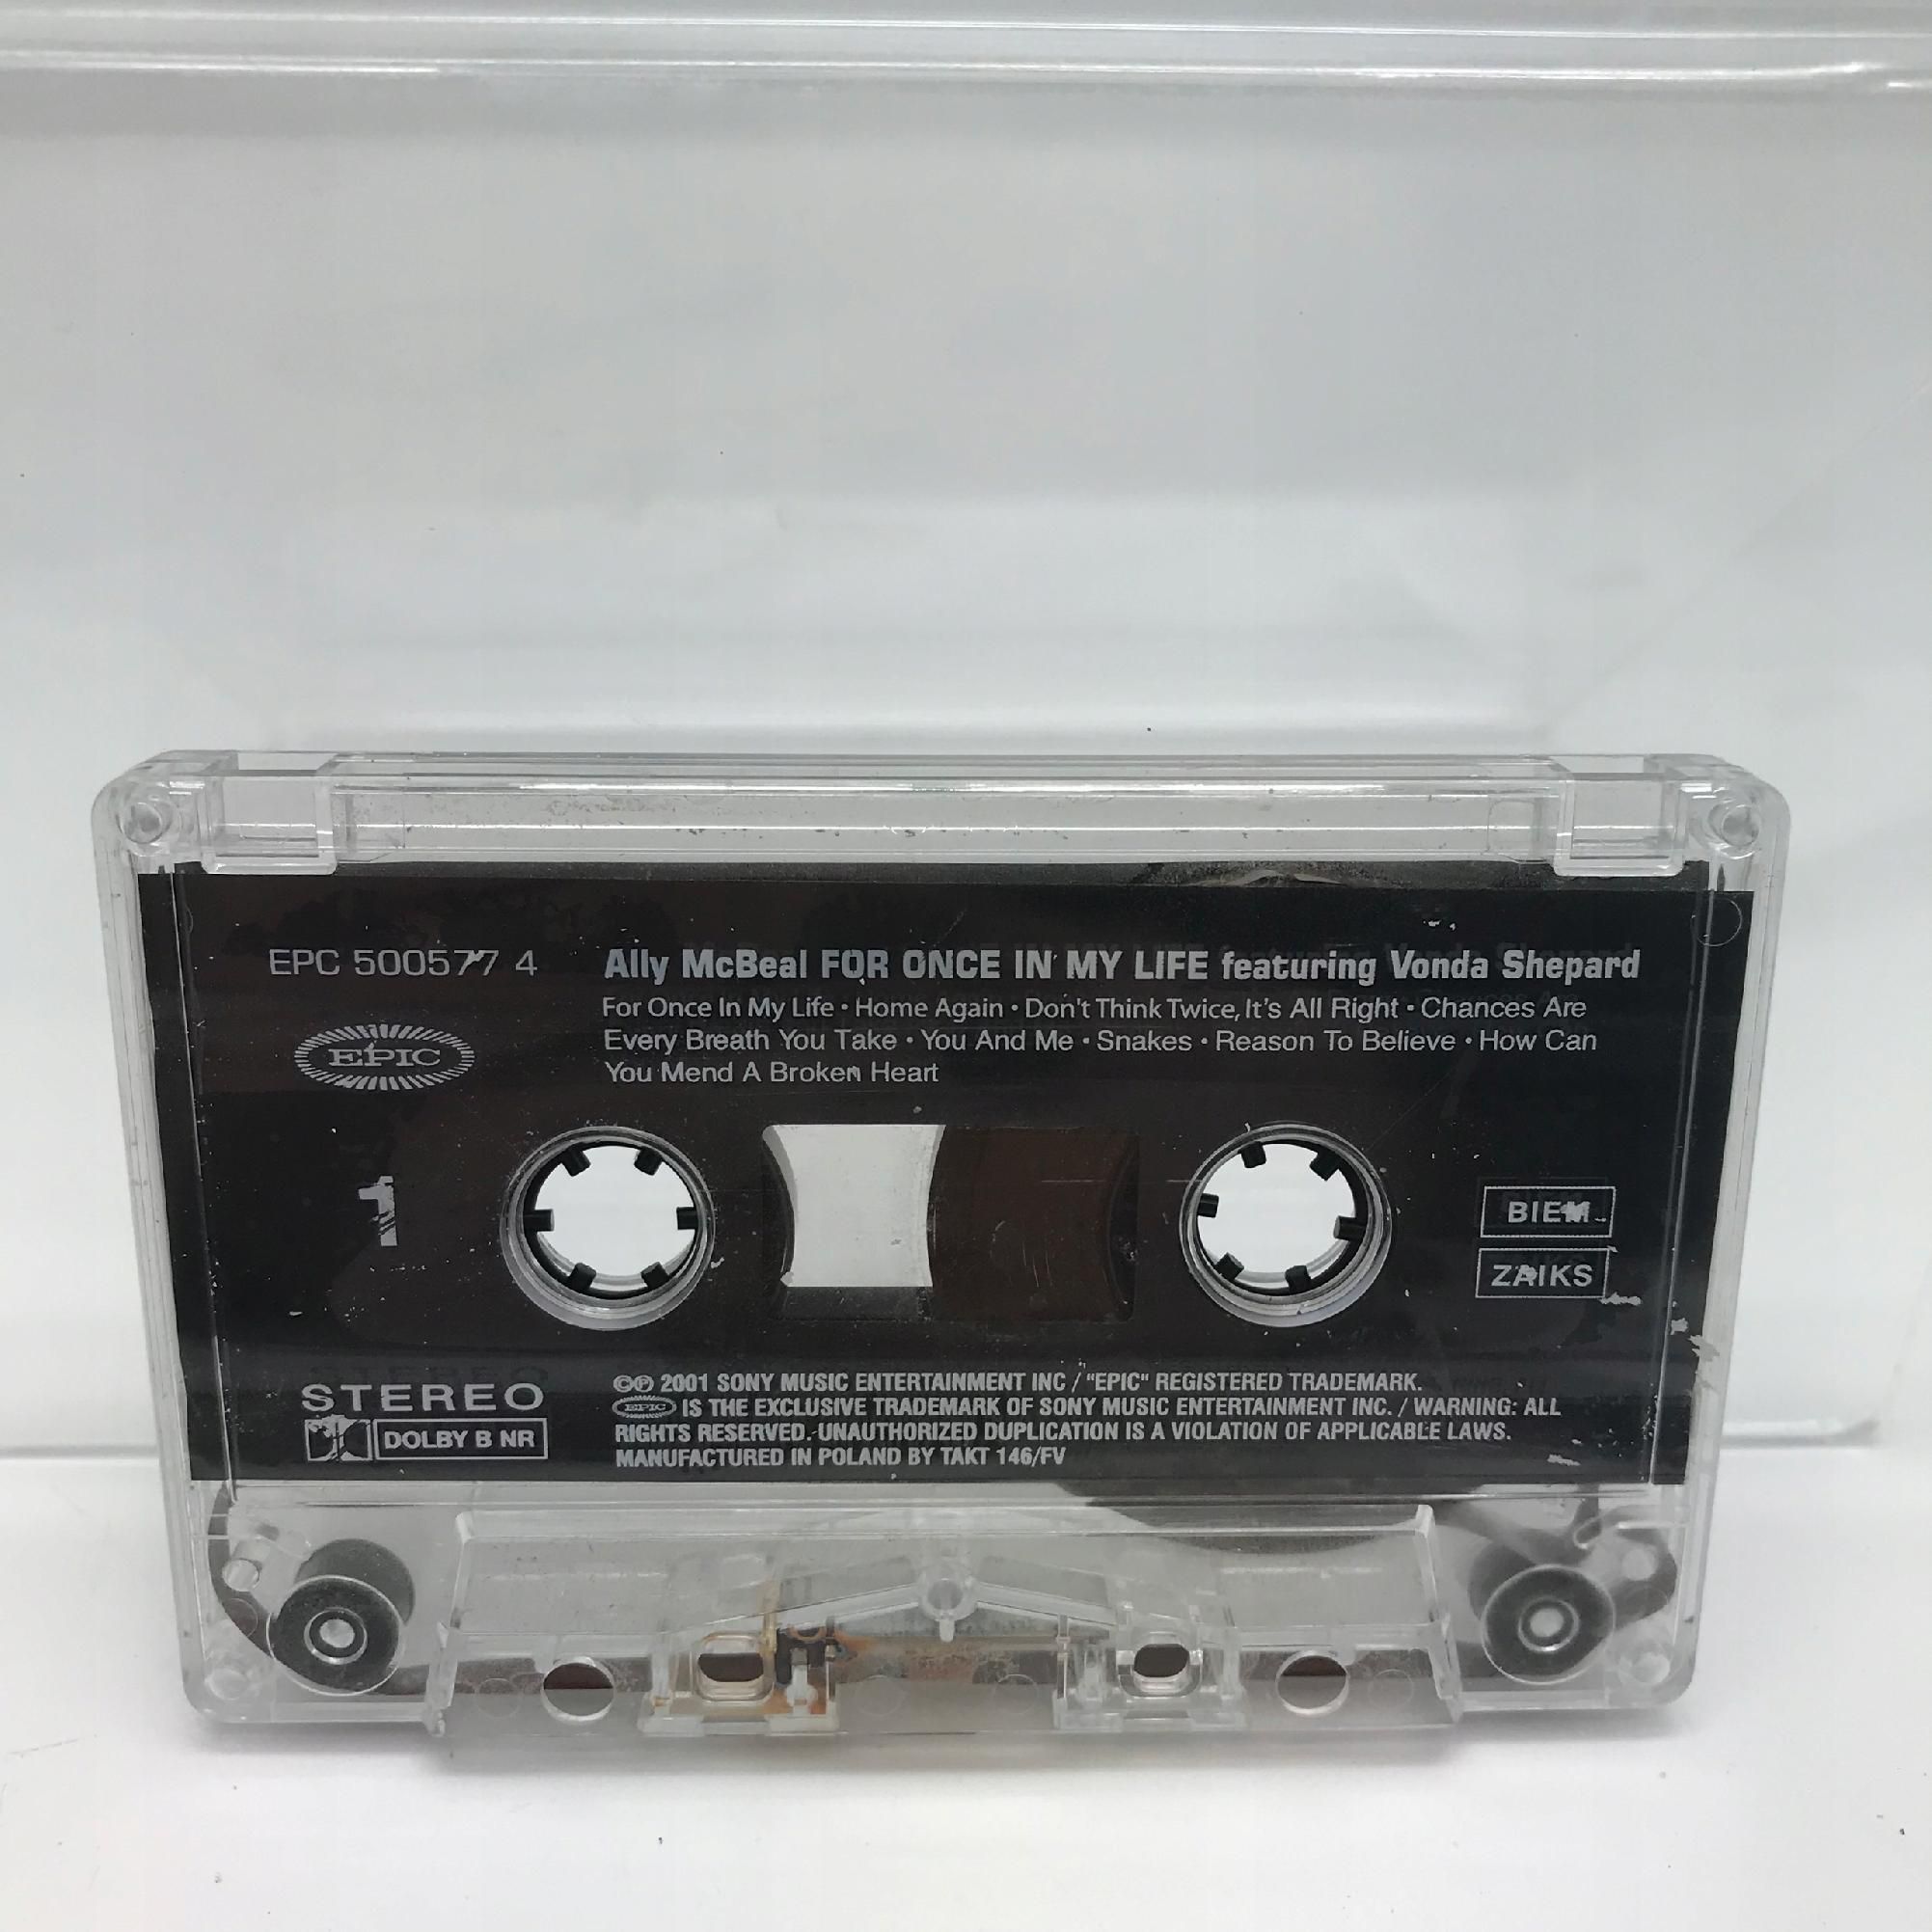 EPC 500577 4
Ally McBeal FOR ONCE IN MY LIFE featuring Vonda Shepard
For Once In My Life • Home Again • Don't Think Twice, It's All Right • Chances Are
Every Breath You Take • You And Me • Snakes • Reason To Believe • How Can
You Mend A Broken Heart
EPIC
1
BIEM
ZAIKS
STEREO
DOLBY B NR
©℗ 2001 SONY MUSIC ENTERTAINMENT INC / "EPIC" REGISTERED TRADEMARK.
EPIC IS THE EXCLUSIVE TRADEMARK OF SONY MUSIC ENTERTAINMENT INC. / WARNING: ALL
RIGHTS RESERVED. UNAUTHORIZED DUPLICATION IS A VIOLATION OF APPLICABLE LAWS.
MANUFACTURED IN POLAND BY TAKT 146/FV